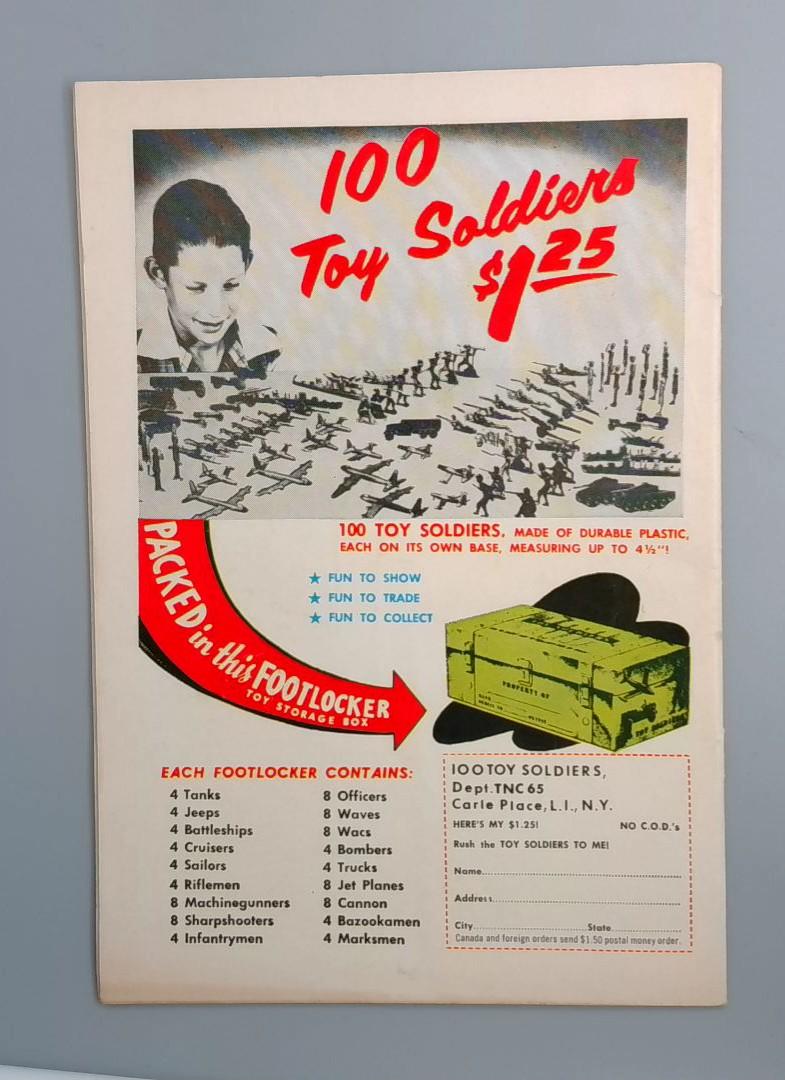 100
Toy Soldiers
$1.25
100 TOY SOLDIERS, MADE OF DURABLE PLASTIC,
EACH ON ITS OWN BASE, MEASURING UP TO 4½"!
★ FUN TO SHOW
★ FUN TO TRADE
★ FUN TO COLLECT
PACKED in this FOOTLOCKER
TOY STORAGE BOX
PROPERTY OF
NAME
TOY SOLDIERS
EACH FOOTLOCKER CONTAINS:
4 Tanks
4 Jeeps
4 Battleships
4 Cruisers
4 Sailors
4 Riflemen
8 Machinegunners
8 Sharpshooters
4 Infantrymen
8 Officers
8 Waves
8 Wacs
4 Bombers
4 Trucks
8 Jet Planes
8 Cannon
4 Bazookamen
4 Marksmen
100 TOY SOLDIERS,
Dept. TNC 65
Carle Place, L.I., N.Y.
HERE'S MY $1.25! NO C.O.D.'s
Rush the TOY SOLDIERS TO ME!
Name
Address
City State
Canada and foreign orders send $1.50 postal money order.